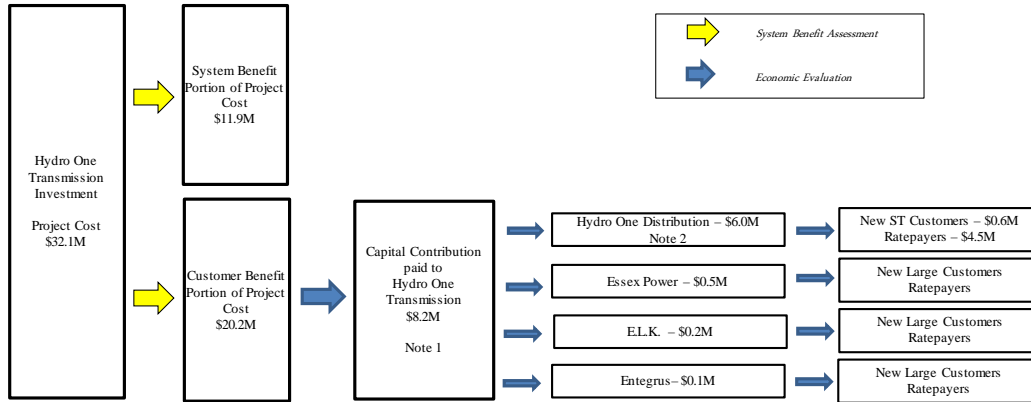 System Benefit Assessment
Economic Evaluation
Hydro One
Transmission
Investment
Project Cost
$32.1M
System Benefit
Portion of Project
Cost
$11.9M
Customer Benefit
Portion of Project
Cost
$20.2M
Capital Contribution
paid to
Hydro One
Transmission
$8.2M
Note 1
Hydro One Distribution – $6.0M
Note 2
New ST Customers – $0.6M
Ratepayers – $4.5M
Essex Power – $0.5M
New Large Customers
Ratepayers
E.L.K. – $0.2M
New Large Customers
Ratepayers
Entegrus – $0.1M
New Large Customers
Ratepayers